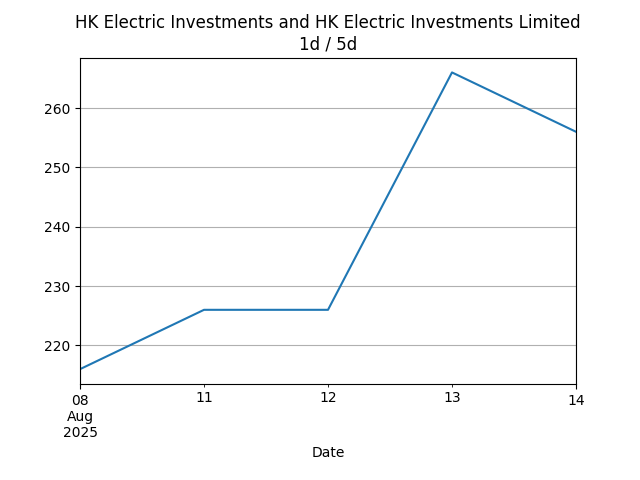 HK Electric Investments and HK Electric Investments Limited
1d / 5d
260
250
240
230
220
08
Aug
2025
11
12
13
14
Date